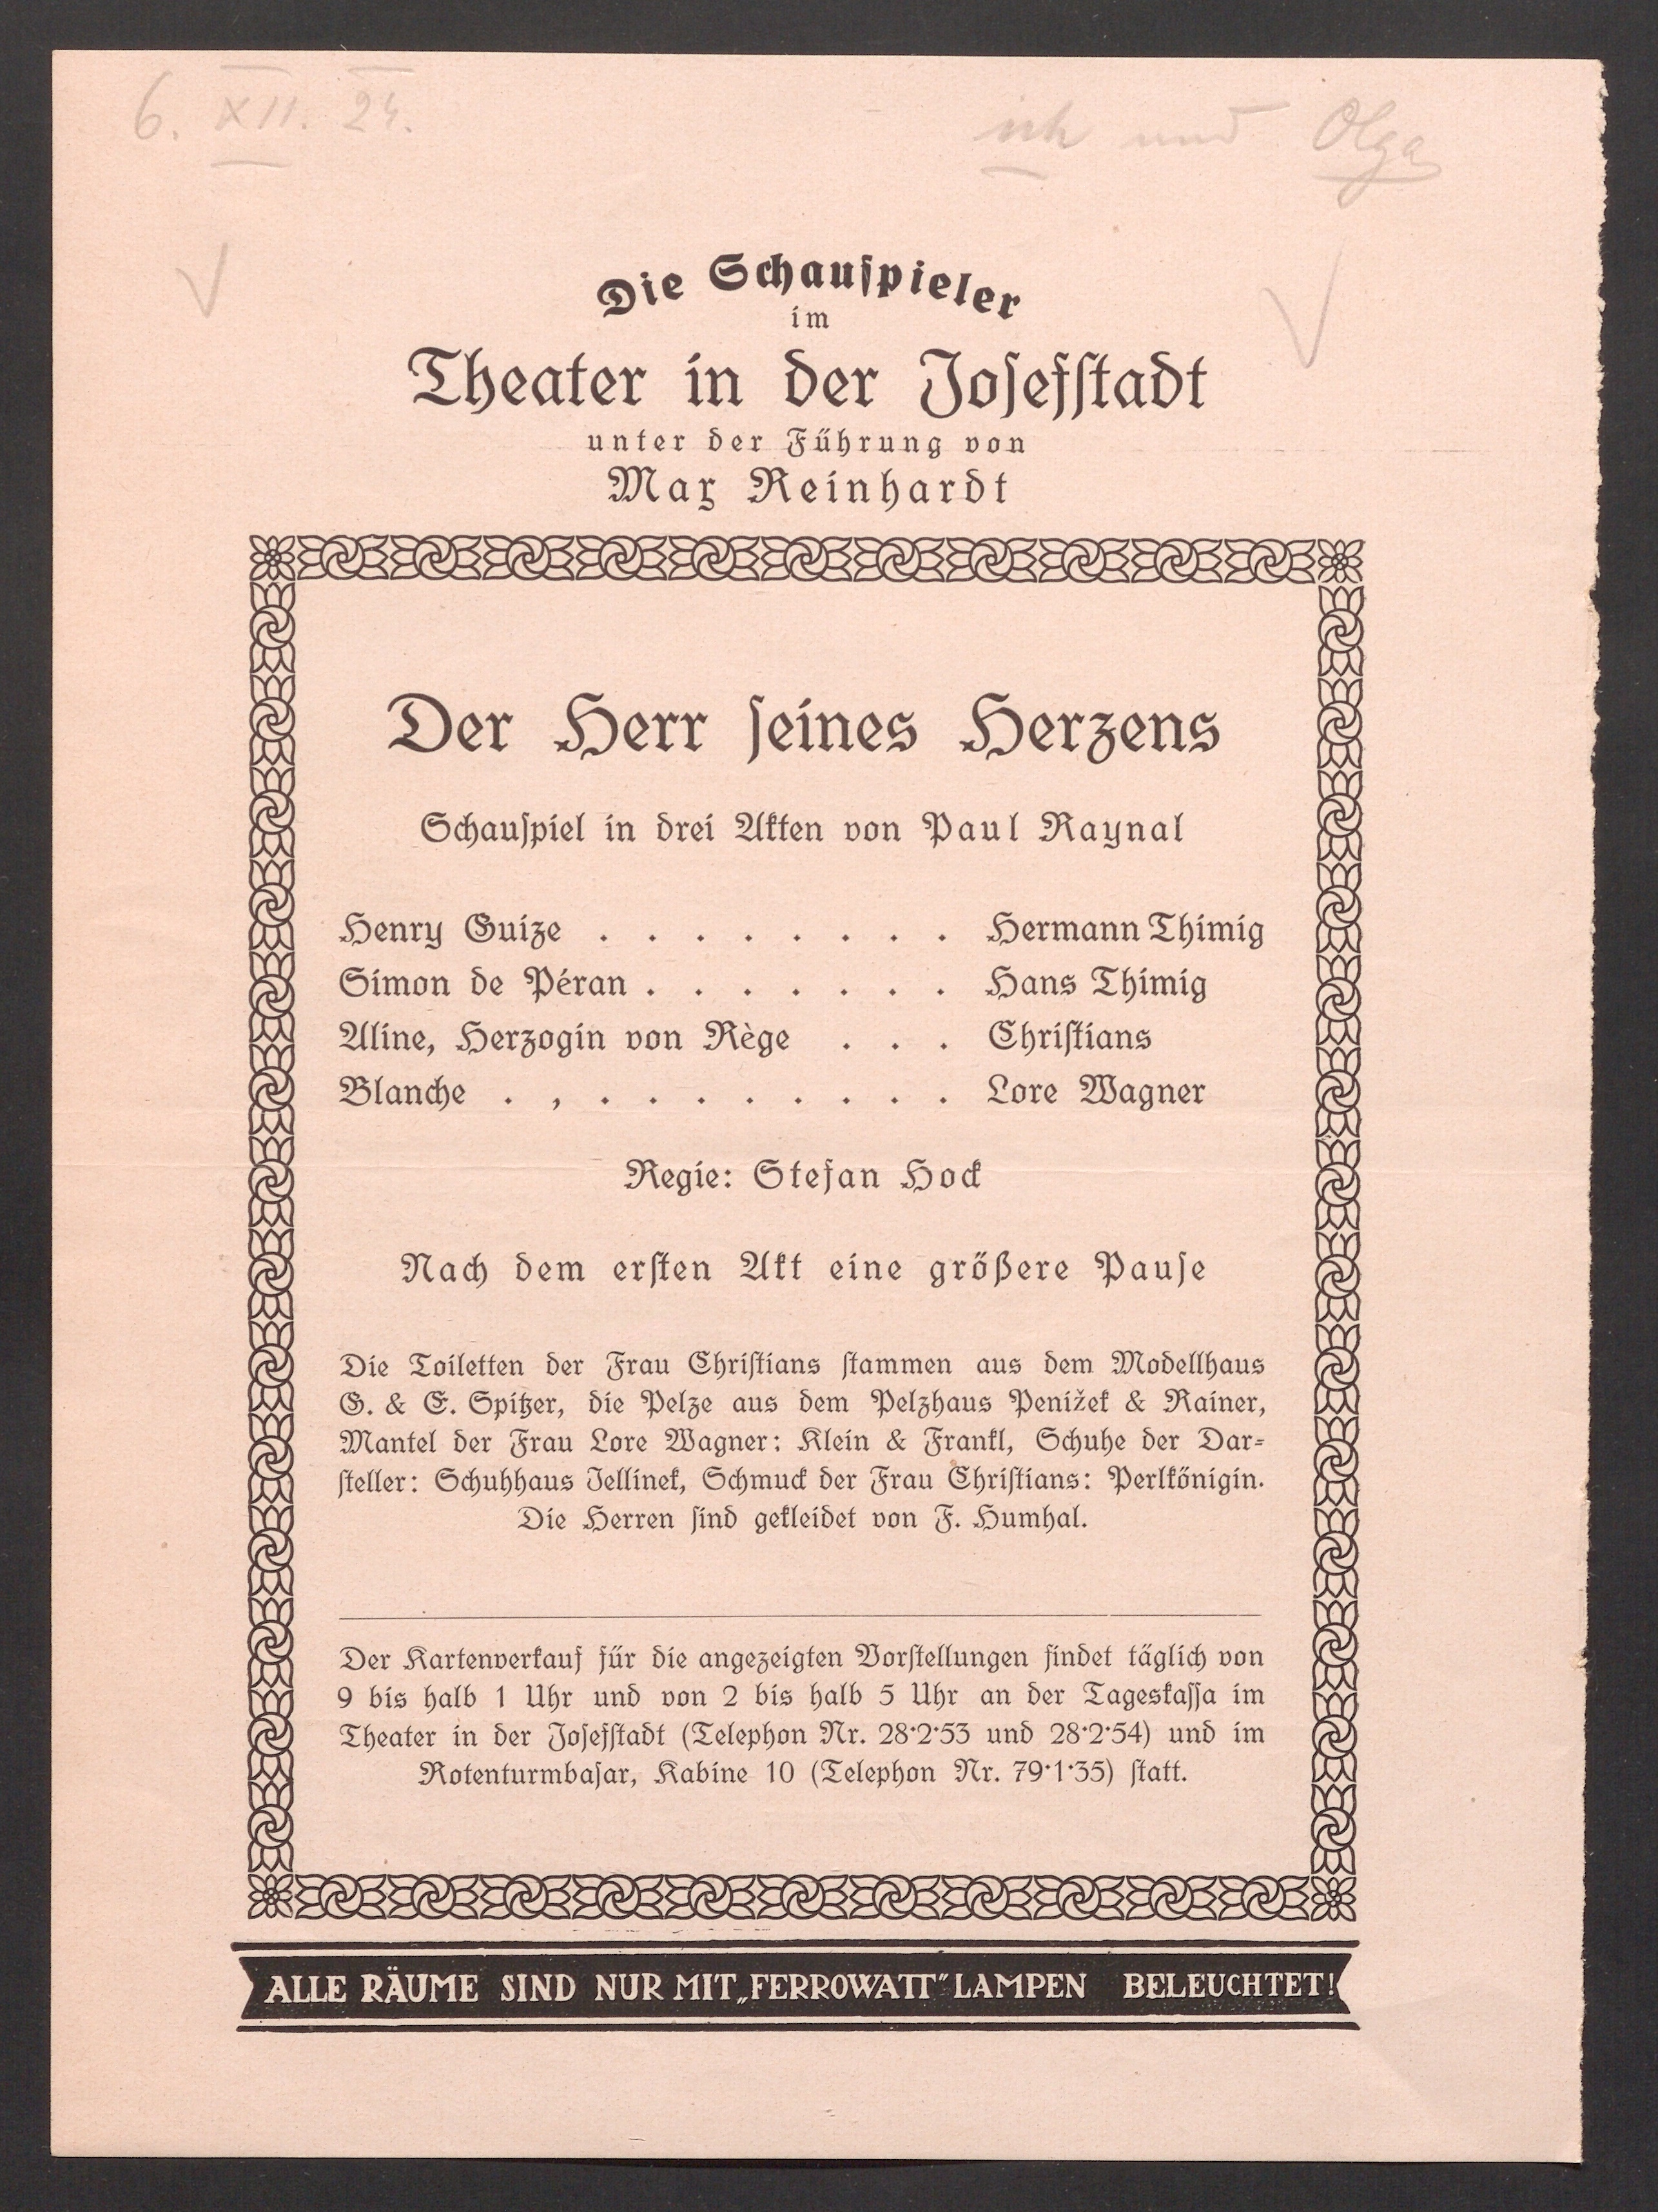 6. XII. 24. ich und Olga
Die Schauspieler
im
Theater in der Josefstadt
unter der Führung von
Max Reinhardt
Der Herr seines Herzens
Schauspiel in drei Akten von Paul Raynal
Henry Guize . . . . . . . . Hermann Thimig
Simon de Péran . . . . . . . Hans Thimig
Aline, Herzogin von Rège . . . Christians
Blanche . , . . . . . . . . Lore Wagner
Regie: Stefan Hock
Nach dem ersten Akt eine größere Pause
Die Toiletten der Frau Christians stammen aus dem Modellhaus
G. & E. Spitzer, die Pelze aus dem Pelzhaus Penižek & Rainer,
Mantel der Frau Lore Wagner: Klein & Frankl, Schuhe der Dar-
steller: Schuhhaus Jellinek, Schmuck der Frau Christians: Perlkönigin.
Die Herren sind gekleidet von F. Humhal.
Der Kartenverkauf für die angezeigten Vorstellungen findet täglich von
9 bis halb 1 Uhr und von 2 bis halb 5 Uhr an der Tageskassa im
Theater in der Josefstadt (Telephon Nr. 28·2·53 und 28·2·54) und im
Rotenturmbasar, Kabine 10 (Telephon Nr. 79·1·35) statt.
ALLE RÄUME SIND NUR MIT „FERROWATT" LAMPEN BELEUCHTET!